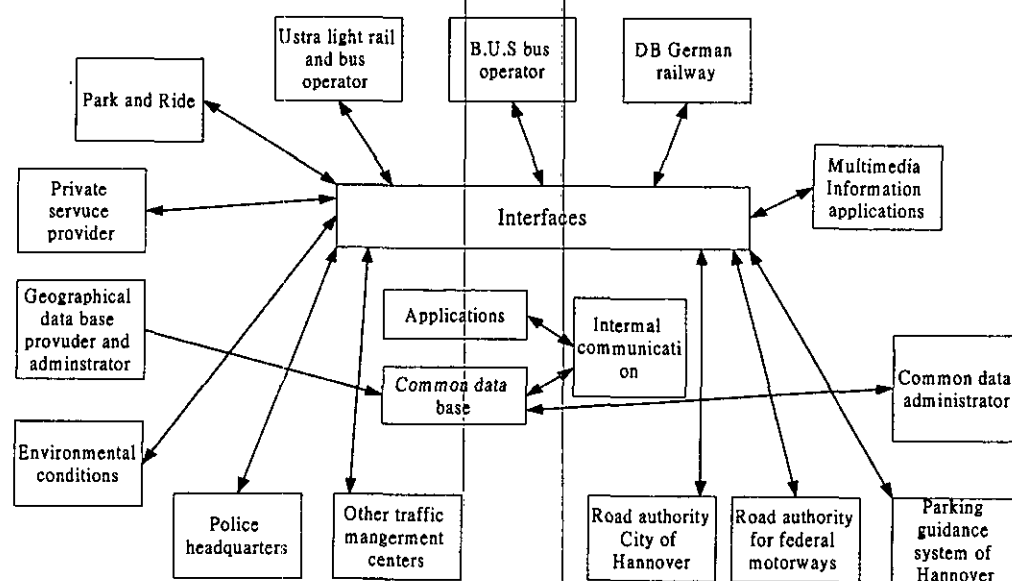 Ustra light rail
and bus
operator
B.U.S bus
operator
DB German
railway
Park and Ride
Multimedia
Information
applications
Private
servuce
provider
Interfaces
Geographical
data base
provuder and
adminstrator
Applications
Intermal
communicati
on
Common data
base
Common data
administrator
Environmental
conditions
Police
headquarters
Other traffic
mangerment
centers
Road authority
City of
Hannover
Road authority
for federal
motorways
Parking
guidance
system of
Hannover